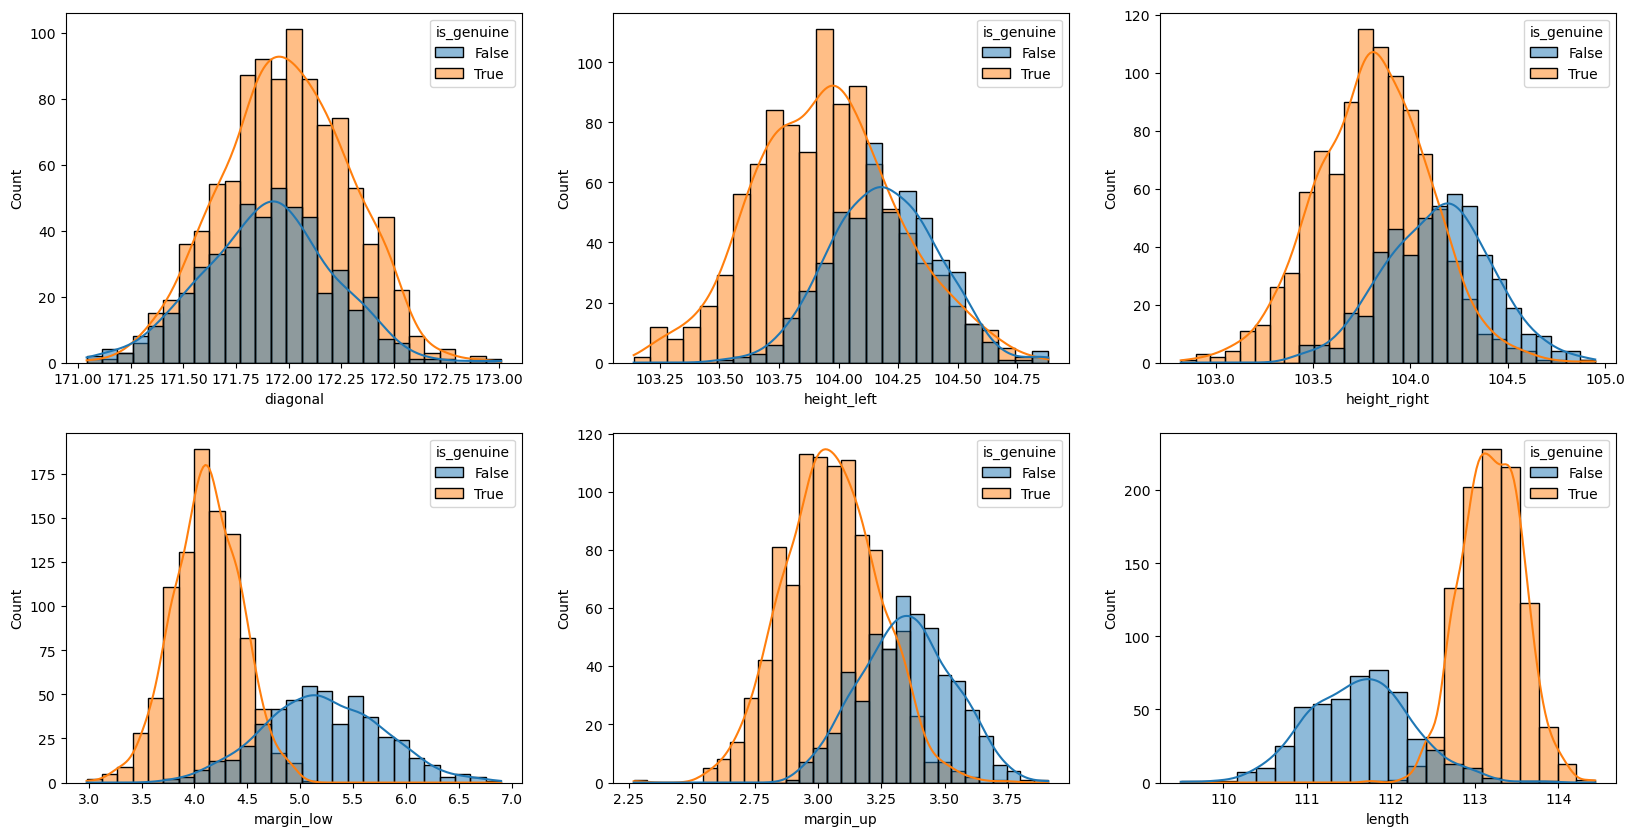 is_genuine
False
True
Count
100
80
60
40
20
0
171.00 171.25 171.50 171.75 172.00 172.25 172.50 172.75 173.00
diagonal
is_genuine
False
True
Count
100
80
60
40
20
0
103.25 103.50 103.75 104.00 104.25 104.50 104.75
height_left
is_genuine
False
True
Count
120
100
80
60
40
20
0
103.0 103.5 104.0 104.5 105.0
height_right
is_genuine
False
True
Count
175
150
125
100
75
50
25
0
3.0 3.5 4.0 4.5 5.0 5.5 6.0 6.5 7.0
margin_low
is_genuine
False
True
Count
120
100
80
60
40
20
0
2.25 2.50 2.75 3.00 3.25 3.50 3.75
margin_up
is_genuine
False
True
Count
200
150
100
50
0
110 111 112 113 114
length